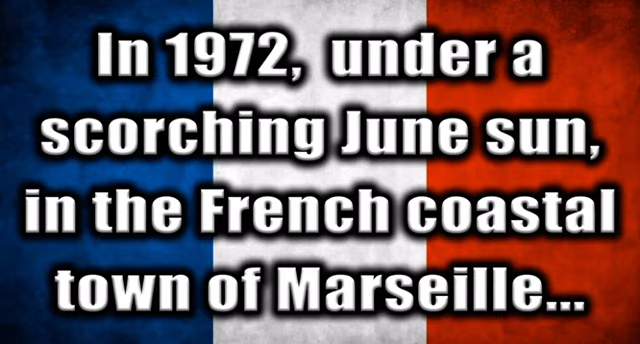 In 1972, under a
scorching June sun,
in the French coastal
town of Marseille...